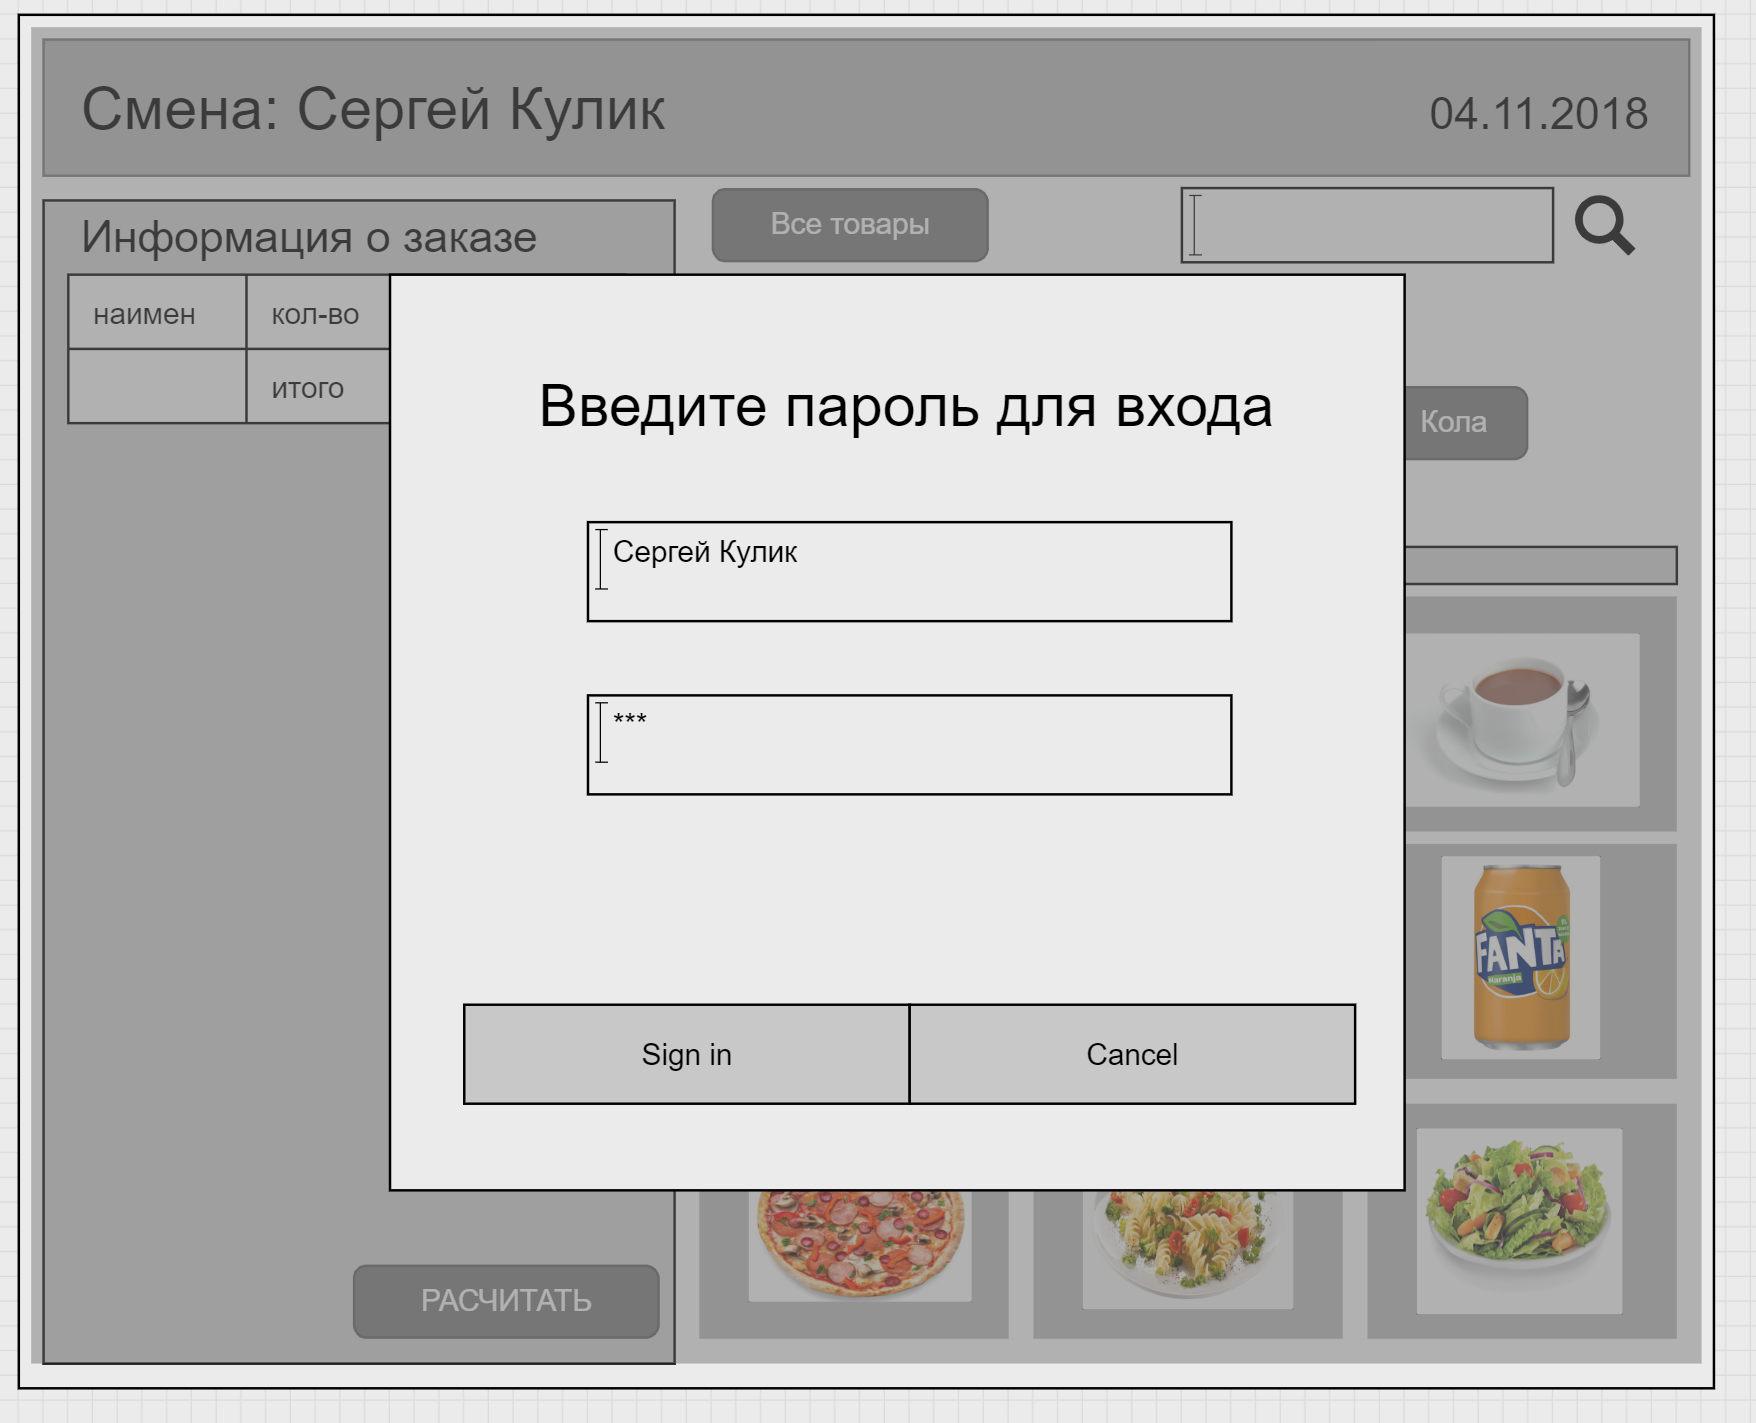 Смена: Сергей Кулик
04.11.2018
Информация о заказе
Все товары
наимен
кол-во
итого
Введите пароль для входа
Кола
Сергей Кулик
***
FANTA
Naranja
Sign in
Cancel
РАСЧИТАТЬ